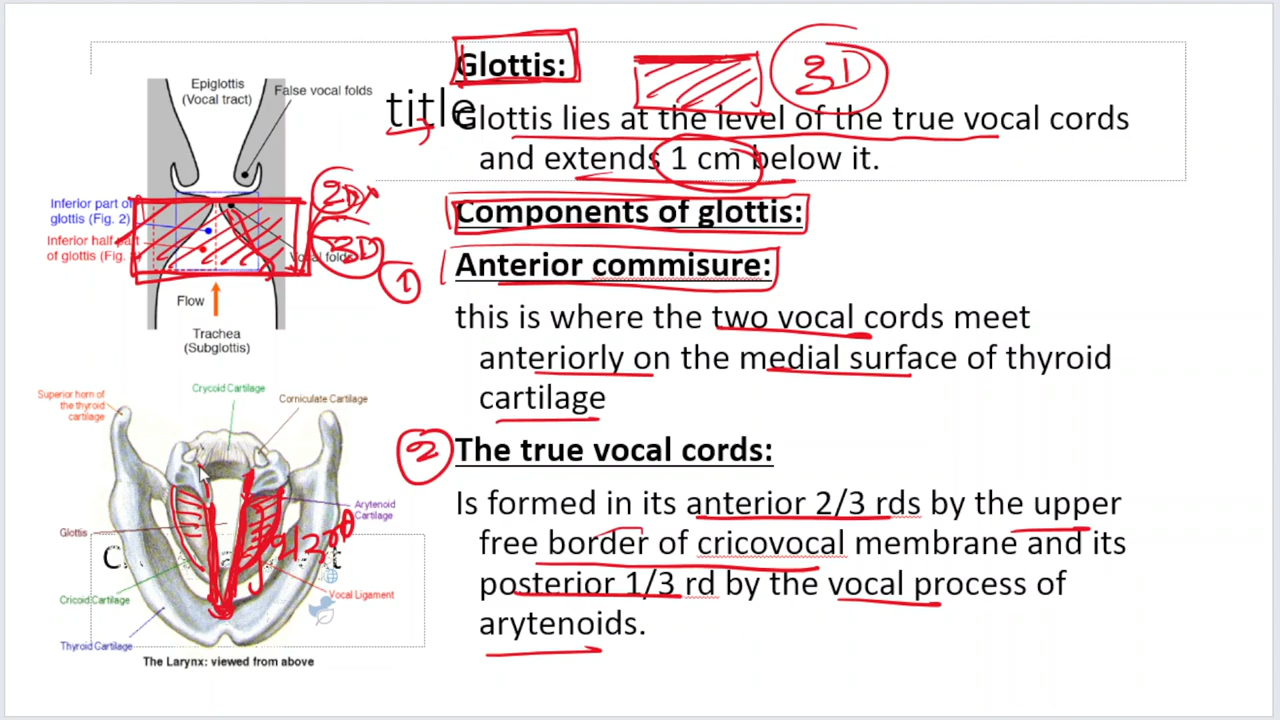 Glottis:
3D
title
Glottis lies at the level of the true vocal cords
and extends 1 cm below it.
Components of glottis:
Anterior commisure:
this is where the two vocal cords meet
anteriorly on the medial surface of thyroid
cartilage
2
The true vocal cords:
Is formed in its anterior 2/3 rds by the upper
free border of cricovocal membrane and its
posterior 1/3 rd by the vocal process of
arytenoids.
Epiglottis
(Vocal tract)
False vocal folds
Inferior part of
glottis (Fig. 2)
Inferior half part
of glottis (Fig.
Vocal folds
2D
3D
1
Flow
Trachea
(Subglottis)
Crycoid Cartilage
Superior horn of
the thyroid
cartilage
Corniculate Cartilage
Arytenoid
Cartilage
Glottis
Cricoid Cartilage
Vocal Ligament
Thyroid Cartilage
The Larynx: viewed from above